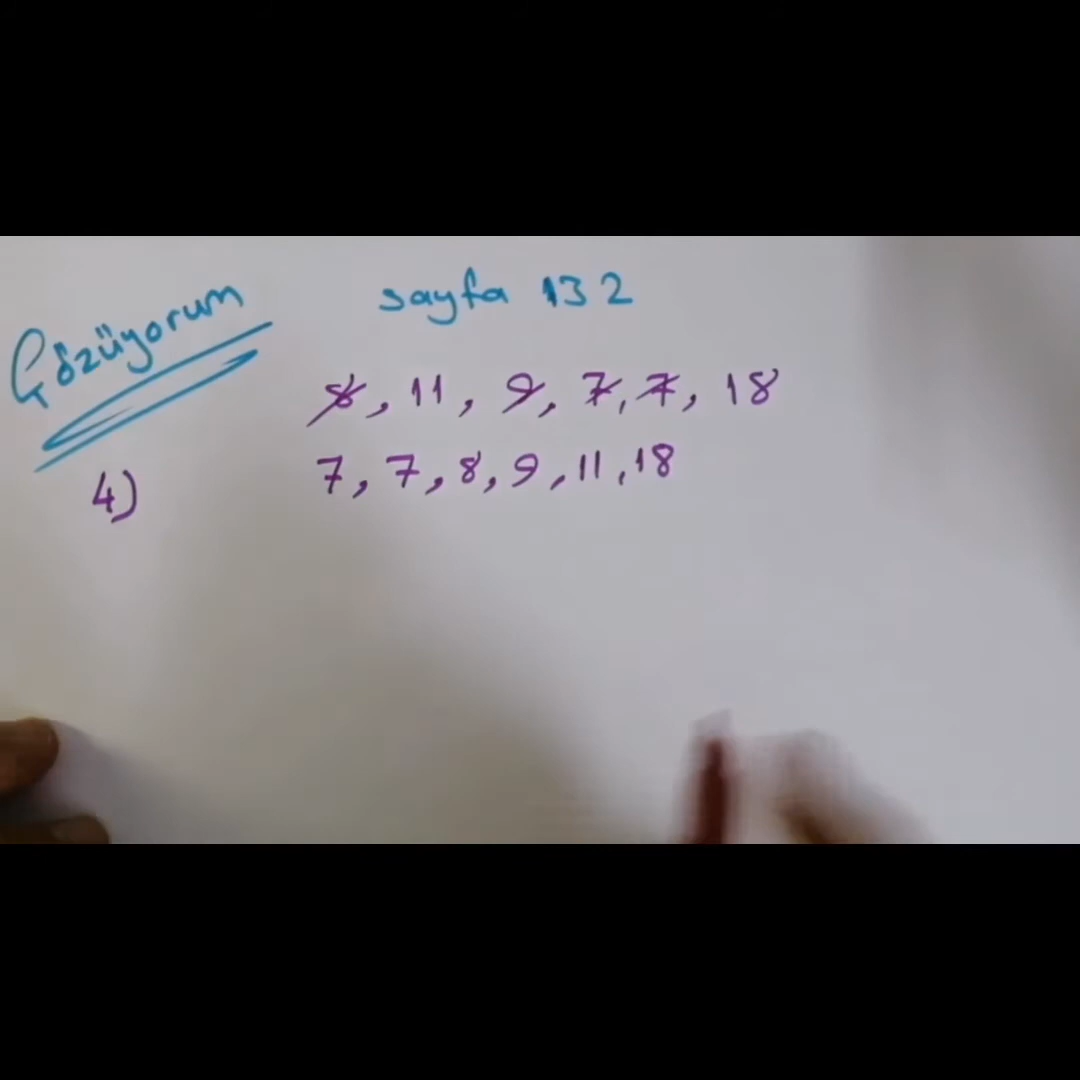 Çözüyorum
sayfa 132
8, 11, 9, 7, 7, 18
4) 7, 7, 8, 9, 11, 18